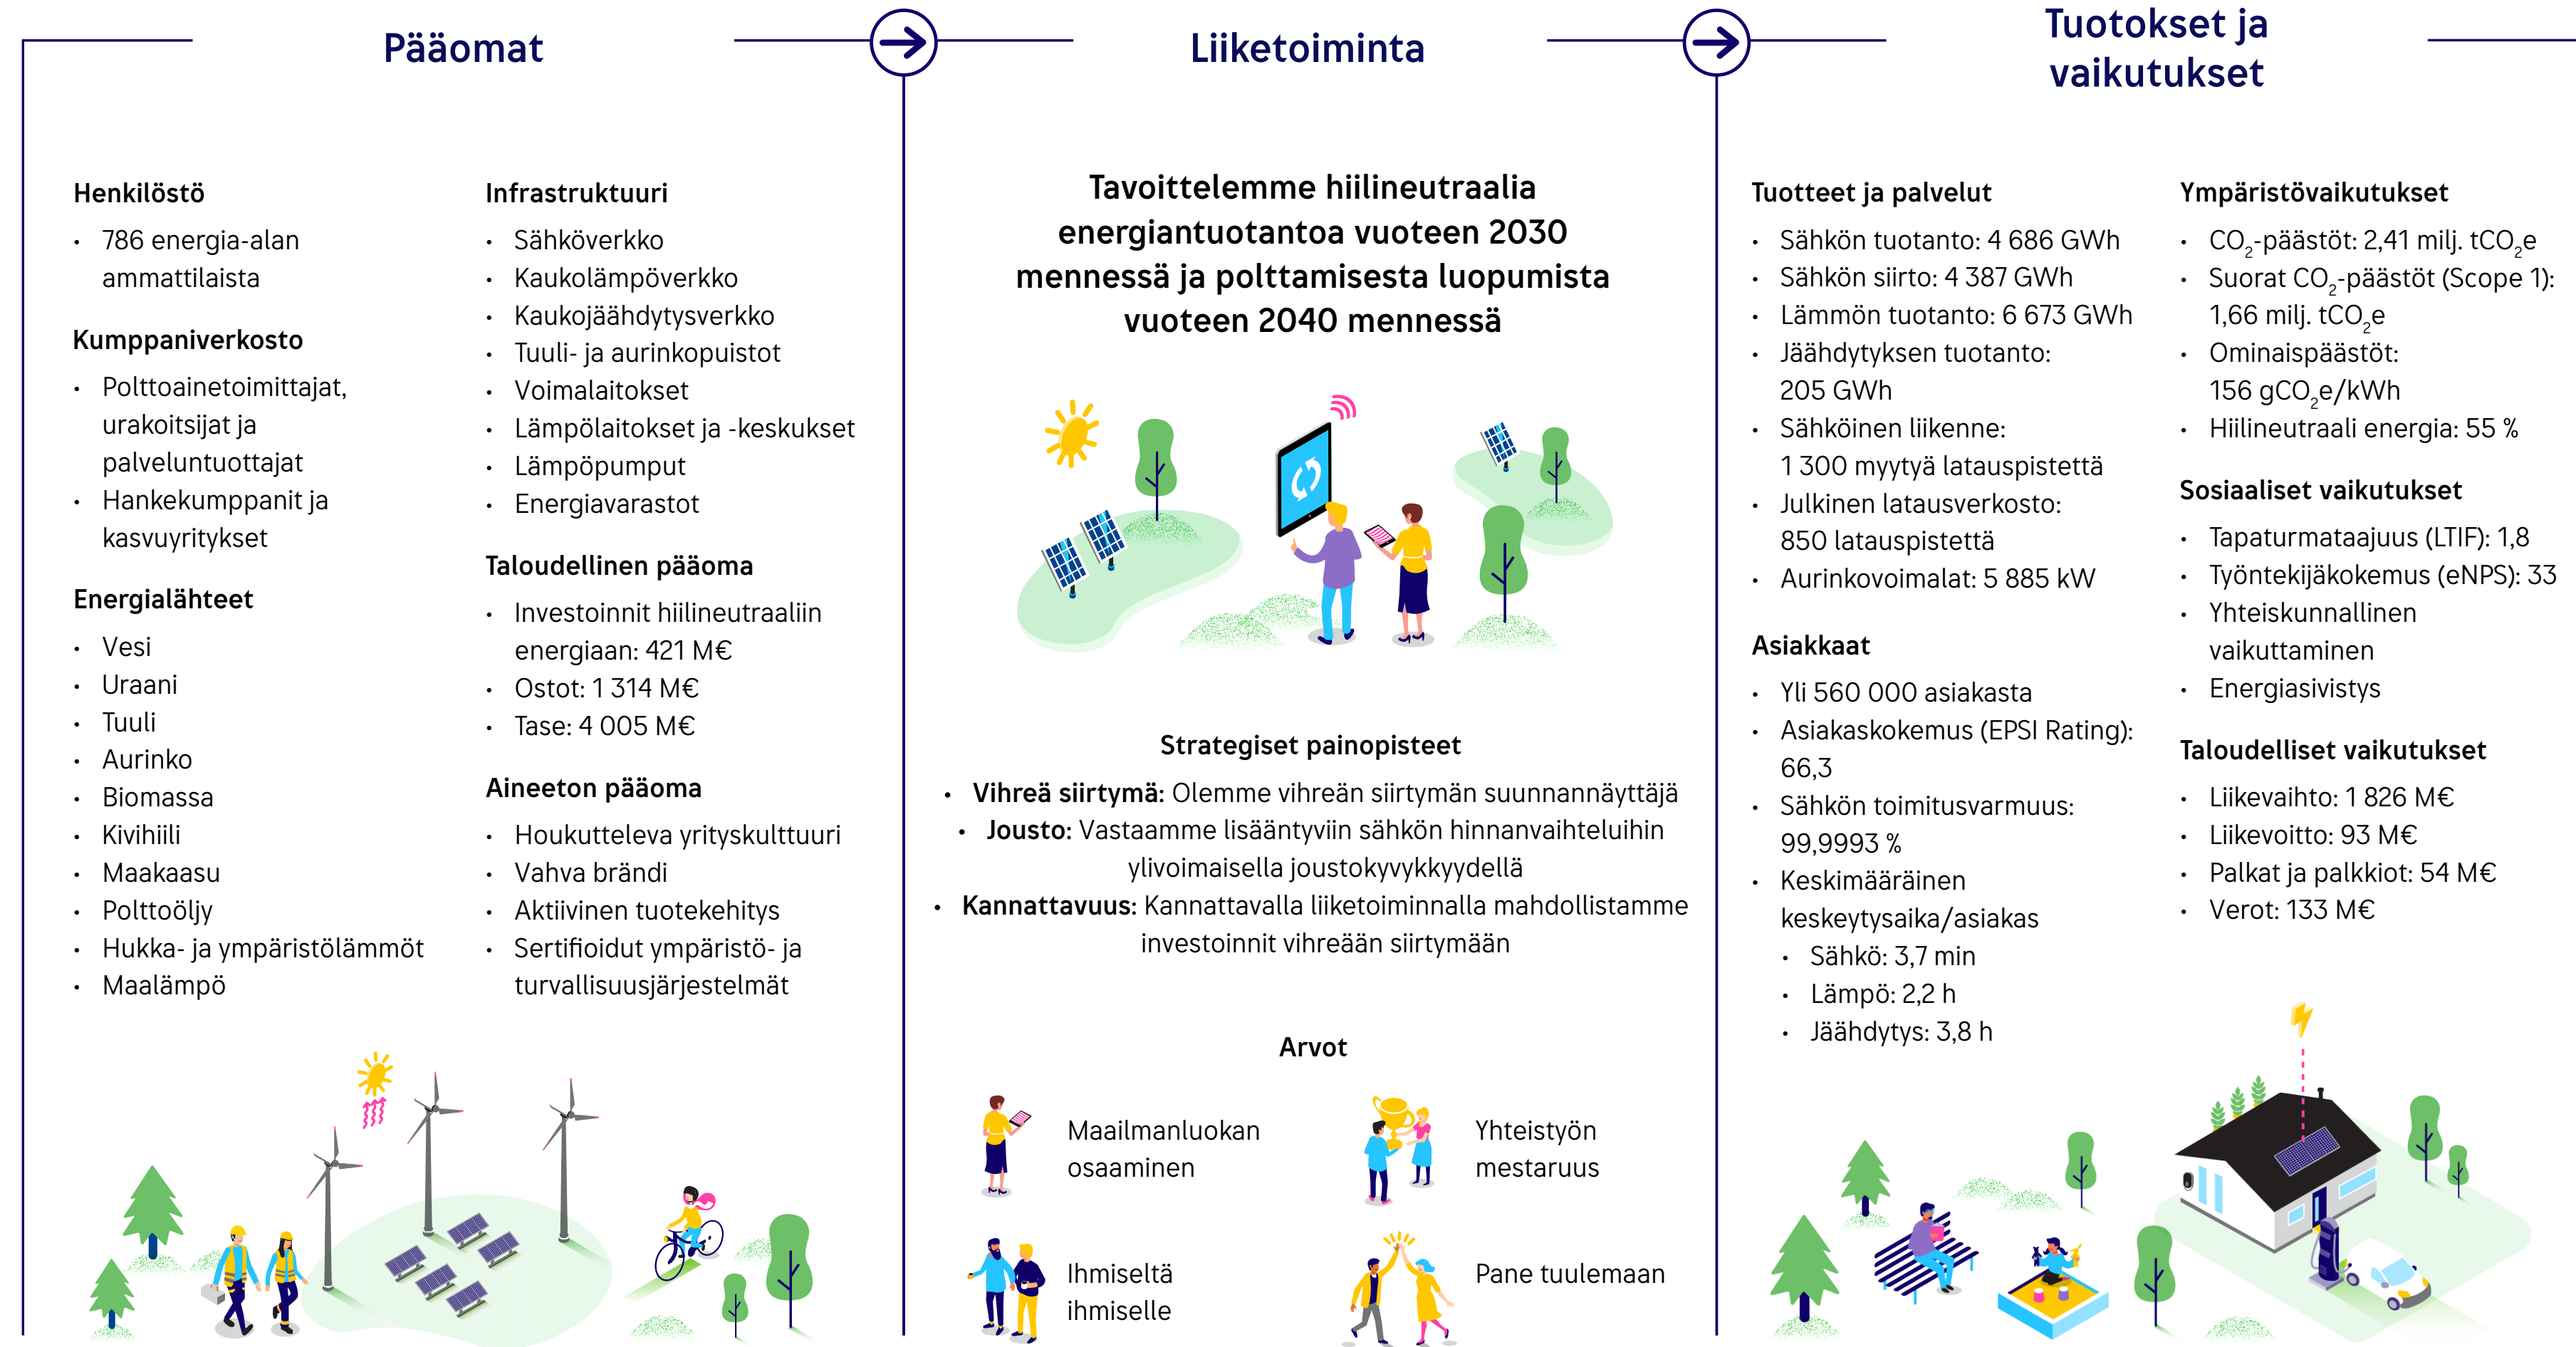 Pääomat
Henkilöstö
• 786 energia-alan
ammattilaista
Kumppaniverkosto
• Polttoainetoimittajat,
urakoitsijat ja
palveluntuottajat
• Hankekumppanit ja
kasvuyritykset
Energialähteet
• Vesi
• Uraani
• Tuuli
• Aurinko
• Biomassa
• Kivihiili
• Maakaasu
• Polttoöljy
• Hukka- ja ympäristölämmöt
• Maalämpö
Infrastruktuuri
• Sähköverkko
• Kaukolämpöverkko
• Kaukojäähdytysverkko
• Tuuli- ja aurinkopuistot
• Voimalaitokset
• Lämpölaitokset ja -keskukset
• Lämpöpumput
• Energiavarastot
Taloudellinen pääoma
• Investoinnit hiilineutraaliin
energiaan: 421 M€
• Ostot: 1 314 M€
• Tase: 4 005 M€
Aineeton pääoma
• Houkutteleva yrityskulttuuri
• Vahva brändi
• Aktiivinen tuotekehitys
• Sertifioidut ympäristö- ja
turvallisuusjärjestelmät
Liiketoiminta
Tavoittelemme hiilineutraalia
energiantuotantoa vuoteen 2030
mennessä ja polttamisesta luopumista
vuoteen 2040 mennessä
Strategiset painopisteet
• Vihreä siirtymä: Olemme vihreän siirtymän suunnannäyttäjä
• Jousto: Vastaamme lisääntyviin sähkön hinnanvaihteluihin
ylivoimaisella joustokyvykkyydellä
• Kannattavuus: Kannattavalla liiketoiminnalla mahdollistamme
investoinnit vihreään siirtymään
Arvot
Maailmanluokan
osaaminen
Yhteistyön
mestaruus
Ihmiseltä
ihmiselle
Pane tuulemaan
Tuotokset ja
vaikutukset
Tuotteet ja palvelut
• Sähkön tuotanto: 4 686 GWh
• Sähkön siirto: 4 387 GWh
• Lämmön tuotanto: 6 673 GWh
• Jäähdytyksen tuotanto:
205 GWh
• Sähköinen liikenne:
1 300 myytyä latauspistettä
• Julkinen latausverkosto:
850 latauspistettä
• Aurinkovoimalat: 5 885 kW
Asiakkaat
• Yli 560 000 asiakasta
• Asiakaskokemus (EPSI Rating):
66,3
• Sähkön toimitusvarmuus:
99,9993 %
• Keskimääräinen
keskeytysaika/asiakas
• Sähkö: 3,7 min
• Lämpö: 2,2 h
• Jäähdytys: 3,8 h
Ympäristövaikutukset
• CO₂-päästöt: 2,41 milj. tCO₂e
• Suorat CO₂-päästöt (Scope 1):
1,66 milj. tCO₂e
• Ominaispäästöt:
156 gCO₂e/kWh
• Hiilineutraali energia: 55 %
Sosiaaliset vaikutukset
• Tapaturmataajuus (LTIF): 1,8
• Työntekijäkokemus (eNPS): 33
• Yhteiskunnallinen
vaikuttaminen
• Energiasivistys
Taloudelliset vaikutukset
• Liikevaihto: 1 826 M€
• Liikevoitto: 93 M€
• Palkat ja palkkiot: 54 M€
• Verot: 133 M€